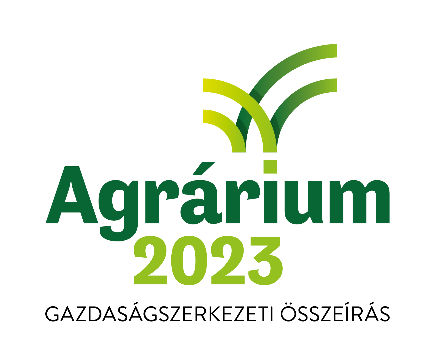 Agrárium
2023
GAZDASÁGSZERKEZETI ÖSSZEÍRÁS